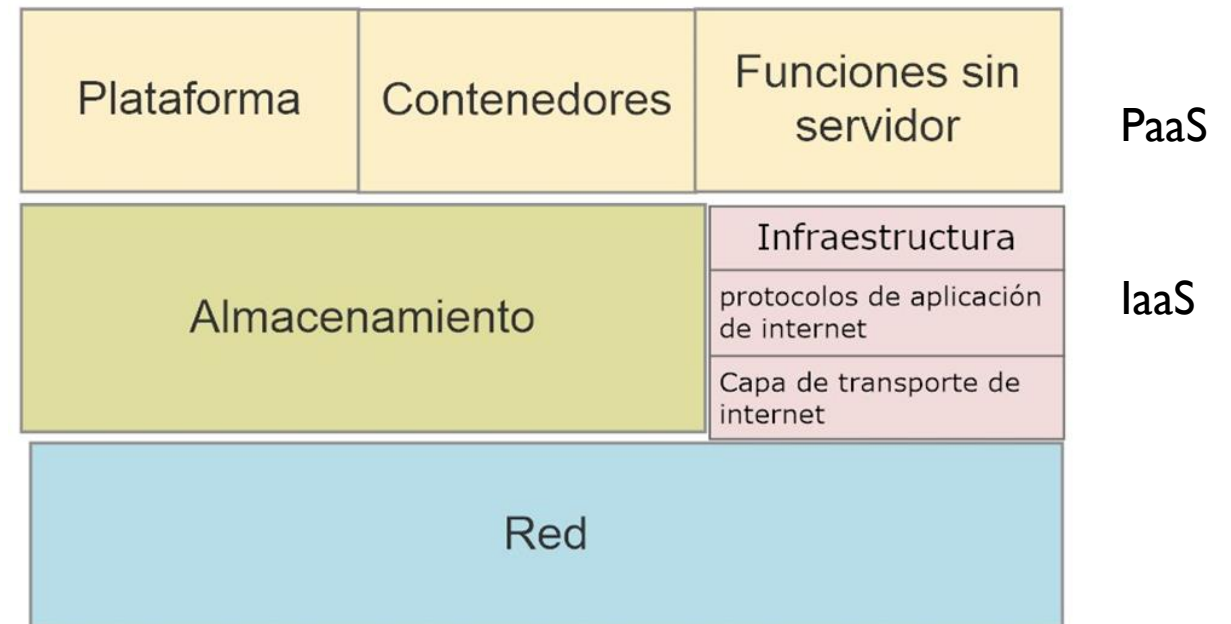 Plataforma
Contenedores
Funciones sin
servidor
PaaS
Almacenamiento
Infraestructura
protocolos de aplicación
de internet
Capa de transporte de
internet
IaaS
Red